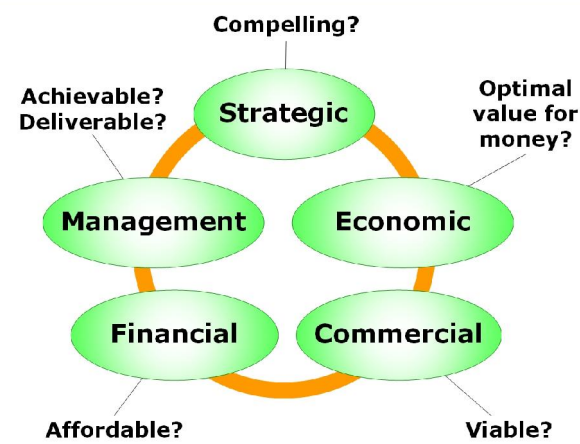 Compelling?
Strategic
Achievable?
Deliverable?
Optimal
value for
money?
Management
Economic
Financial
Commercial
Affordable?
Viable?